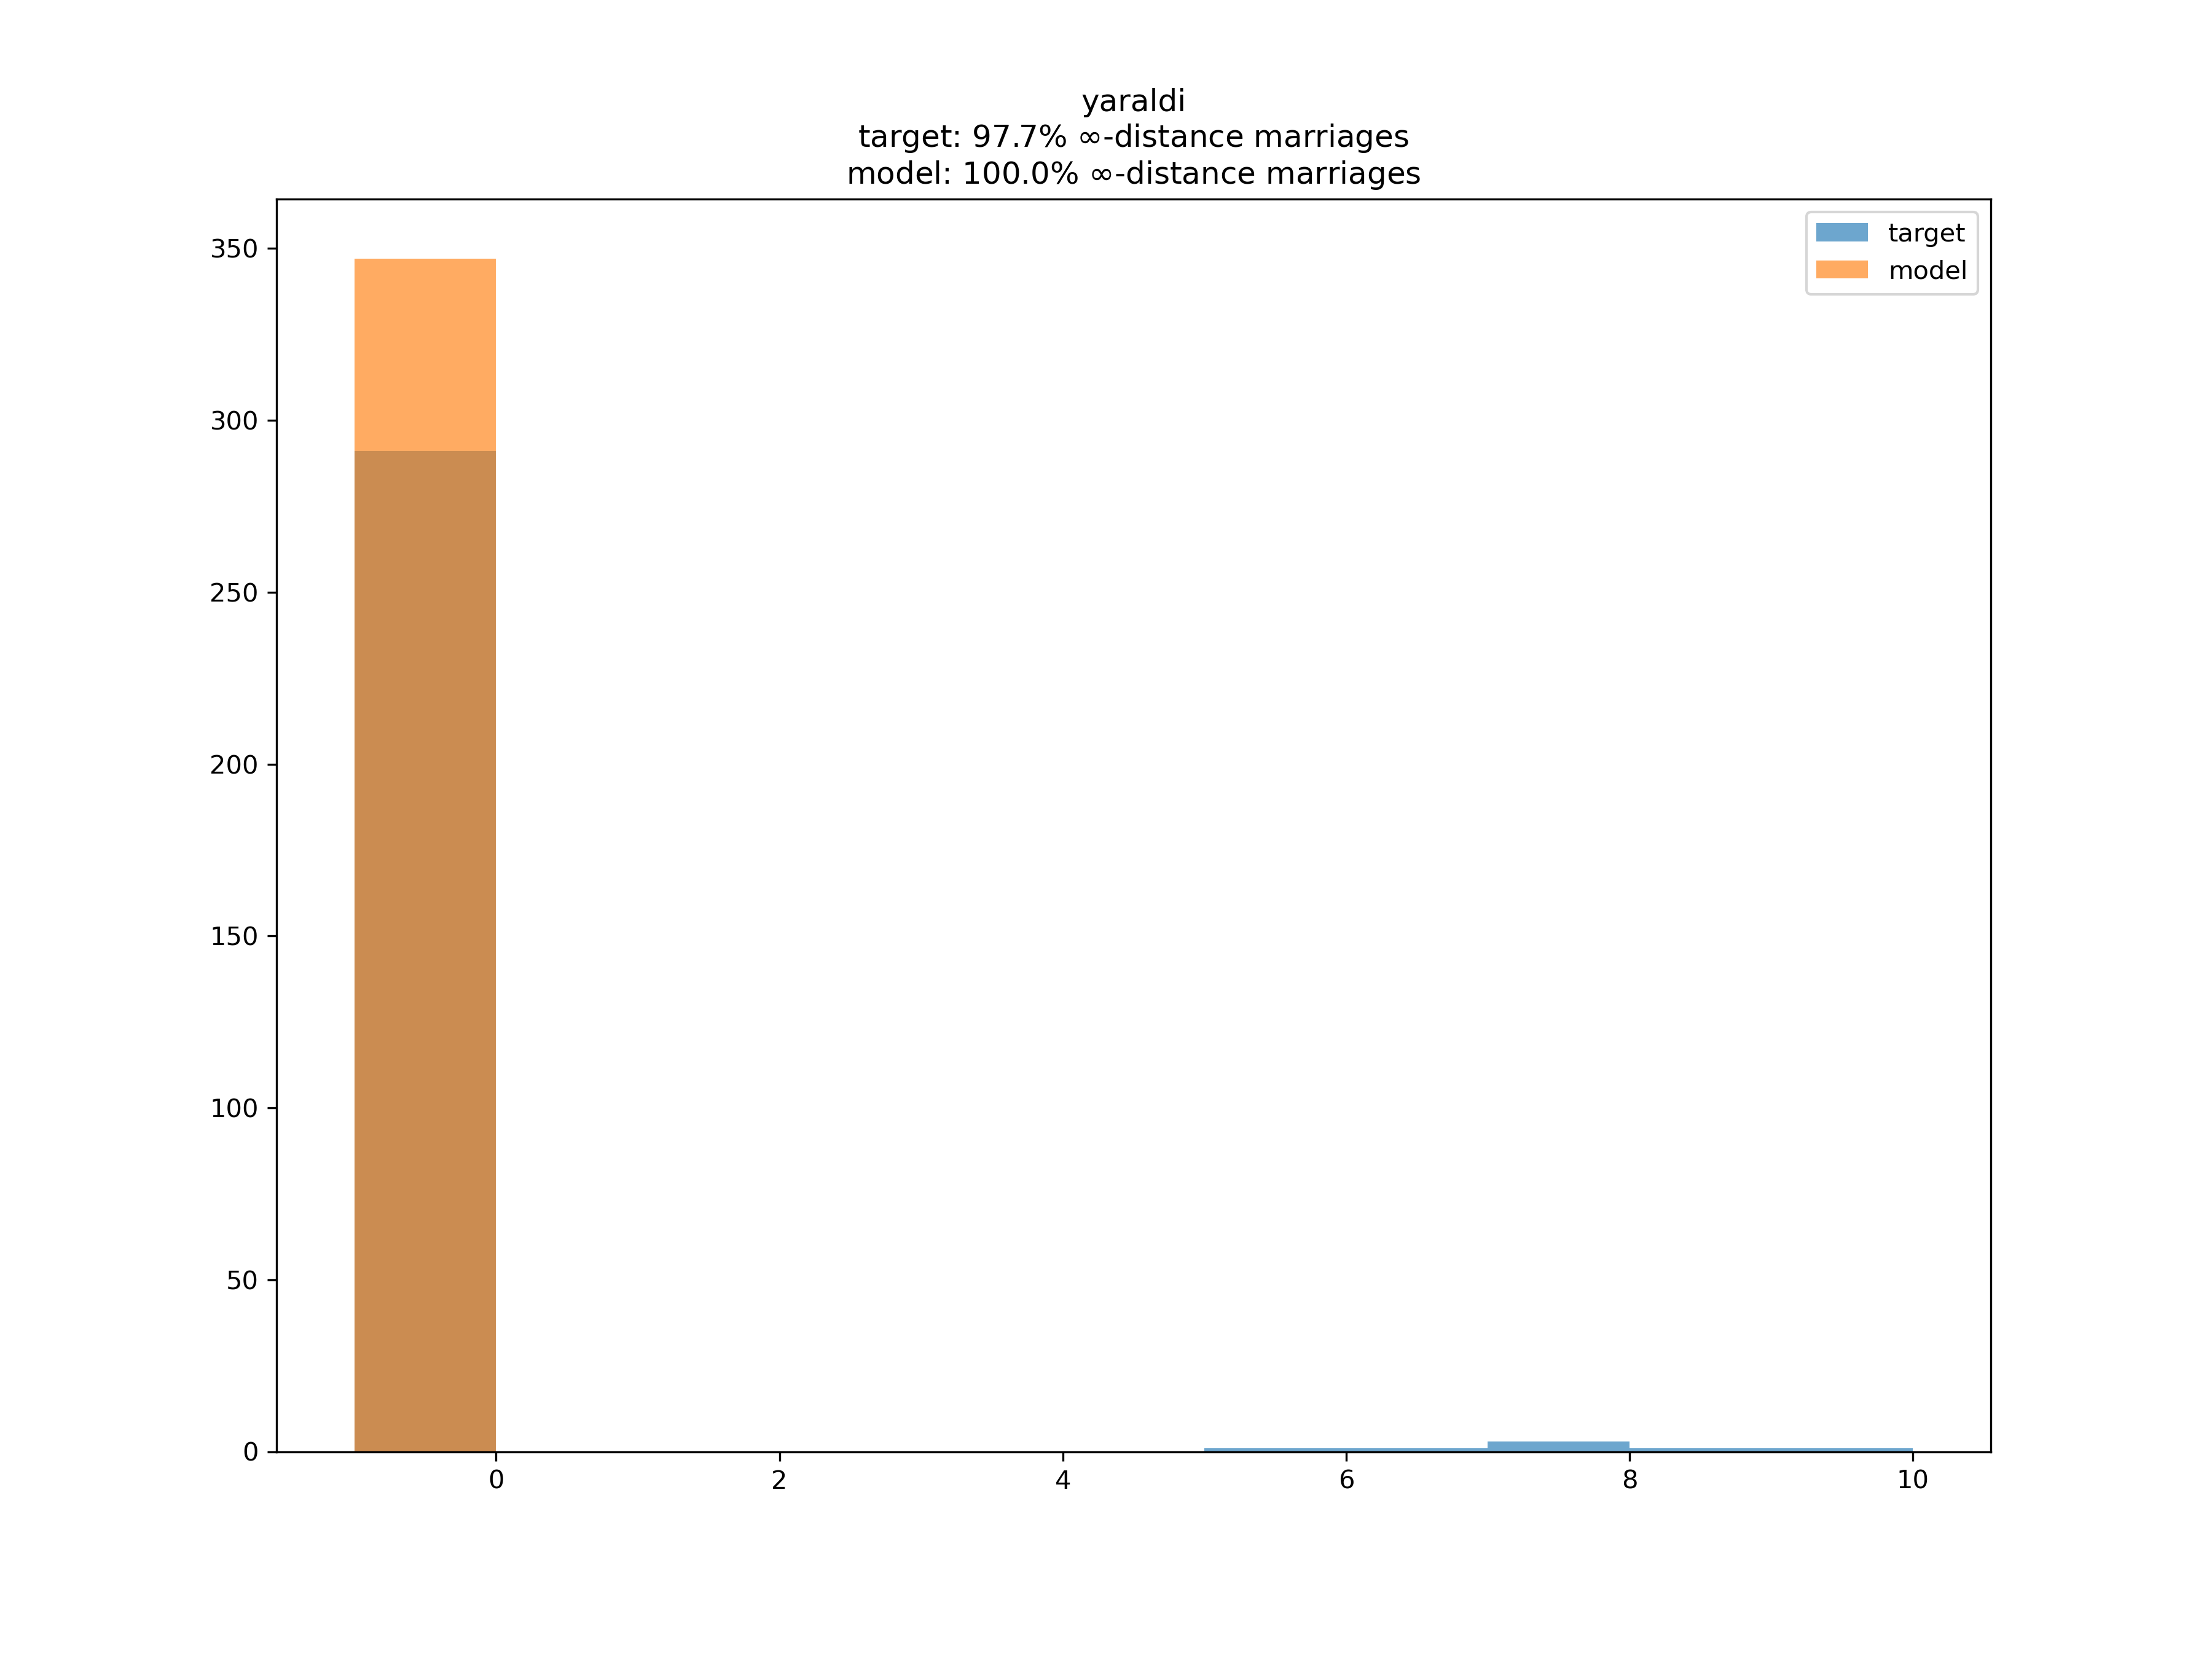 yaraldi
target: 97.7% ∞-distance marriages
model: 100.0% ∞-distance marriages
target
model
350
300
250
200
150
100
50
0
0 2 4 6 8 10